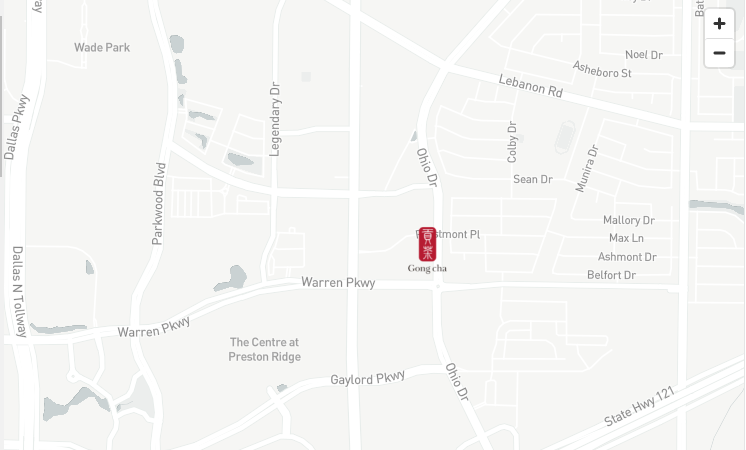 Wade Park
Noel Dr
Asheboro St
Lebanon Rd
Dallas Pkwy
Legendary Dr
Colby Dr
Ohio Dr
Munira Dr
Parkwood Blvd
Sean Dr
Mallory Dr
Max Ln
Ashmont Dr
Belfort Dr
貢茶
Gong cha
Dallas N Tollway
Warren Pkwy
Warren Pkwy
The Centre at
Preston Ridge
Gaylord Pkwy
Ohio Dr
State Hwy 121